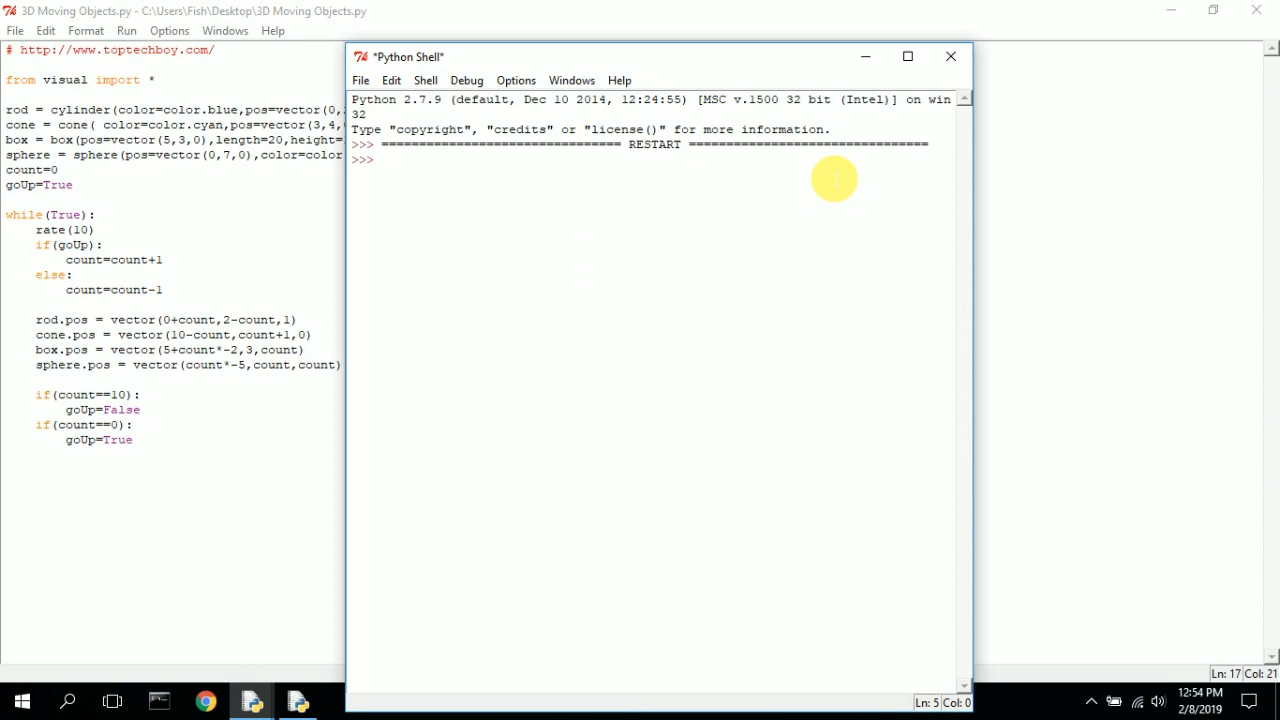 3D Moving Objects.py - C:\Users\Fish\Desktop\3D Moving Objects.py
File Edit Format Run Options Windows Help
# http://www.toptechboy.com/
from visual import *
rod = cylinder(color=color.blue,pos=vector(0,
cone = cone( color=color.cyan,pos=vector(3,4,
box = box(pos=vector(5,3,0),length=20,height=
sphere = sphere(pos=vector(0,7,0),color=color
count=0
goUp=True
while(True):
    rate(10)
    if(goUp):
        count=count+1
    else:
        count=count-1
    rod.pos = vector(0+count,2-count,1)
    cone.pos = vector(10-count,count+1,0)
    box.pos = vector(5+count*-2,3,count)
    sphere.pos = vector(count*-5,count,count)
    if(count==10):
        goUp=False
    if(count==0):
        goUp=True
Ln: 17 Col: 21
*Python Shell*
File Edit Shell Debug Options Windows Help
Python 2.7.9 (default, Dec 10 2014, 12:24:55) [MSC v.1500 32 bit (Intel)] on win
32
Type "copyright", "credits" or "license()" for more information.
>>> ================================ RESTART ================================
>>>
Ln: 5 Col: 0
12:54 PM
2/8/2019